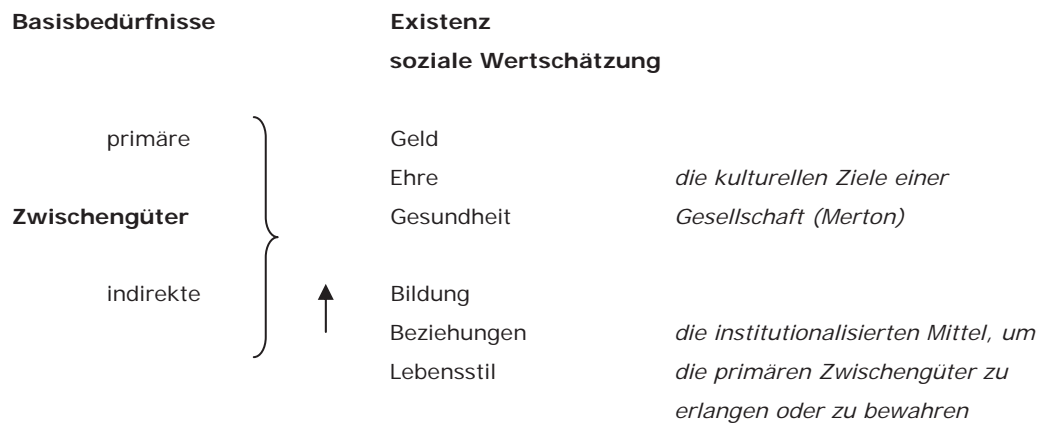 Basisbedürfnisse Existenz
soziale Wertschätzung
primäre Geld
Ehre die kulturellen Ziele einer
Zwischengüter Gesundheit Gesellschaft (Merton)
indirekte Bildung
Beziehungen die institutionalisierten Mittel, um
Lebensstil die primären Zwischengüter zu
erlangen oder zu bewahren